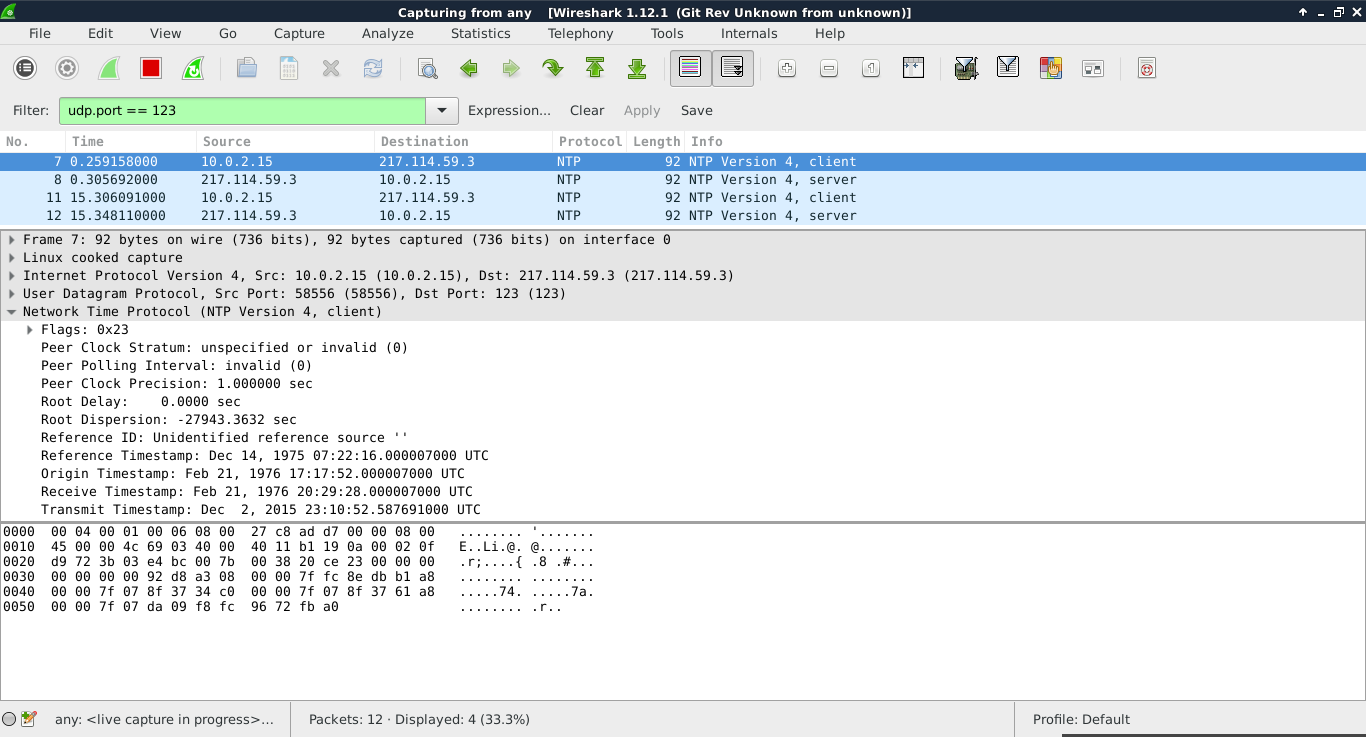 Capturing from any [Wireshark 1.12.1 (Git Rev Unknown from unknown)]
File Edit View Go Capture Analyze Statistics Telephony Tools Internals Help
Filter: udp.port == 123 Expression... Clear Apply Save
No. Time Source Destination Protocol Length Info
7 0.259158000 10.0.2.15 217.114.59.3 NTP 92 NTP Version 4, client
8 0.305692000 217.114.59.3 10.0.2.15 NTP 92 NTP Version 4, server
11 15.306091000 10.0.2.15 217.114.59.3 NTP 92 NTP Version 4, client
12 15.348110000 217.114.59.3 10.0.2.15 NTP 92 NTP Version 4, server
Frame 7: 92 bytes on wire (736 bits), 92 bytes captured (736 bits) on interface 0
Linux cooked capture
Internet Protocol Version 4, Src: 10.0.2.15 (10.0.2.15), Dst: 217.114.59.3 (217.114.59.3)
User Datagram Protocol, Src Port: 58556 (58556), Dst Port: 123 (123)
Network Time Protocol (NTP Version 4, client)
Flags: 0x23
Peer Clock Stratum: unspecified or invalid (0)
Peer Polling Interval: invalid (0)
Peer Clock Precision: 1.000000 sec
Root Delay:    0.0000 sec
Root Dispersion: -27943.3632 sec
Reference ID: Unidentified reference source ''
Reference Timestamp: Dec 14, 1975 07:22:16.000007000 UTC
Origin Timestamp: Feb 21, 1976 17:17:52.000007000 UTC
Receive Timestamp: Feb 21, 1976 20:29:28.000007000 UTC
Transmit Timestamp: Dec  2, 2015 23:10:52.587691000 UTC
0000  00 04 00 01 00 06 08 00  27 c8 ad d7 00 00 08 00   ........ '.......
0010  45 00 00 4c 69 03 40 00  40 11 b1 19 0a 00 02 0f   E..Li.@. @.......
0020  d9 72 3b 03 e4 bc 00 7b  00 38 20 ce 23 00 00 00   .r;....{ .8 .#...
0030  00 00 00 00 92 d8 a3 08  00 00 7f fc 8e db b1 a8   ........ ........
0040  00 00 7f 07 8f 37 34 c0  00 00 7f 07 8f 37 61 a8   .....74. .....7a.
0050  00 00 7f 07 da 09 f8 fc  96 72 fb a0               ........ .r..
any: <live capture in progress>... Packets: 12 · Displayed: 4 (33.3%) Profile: Default